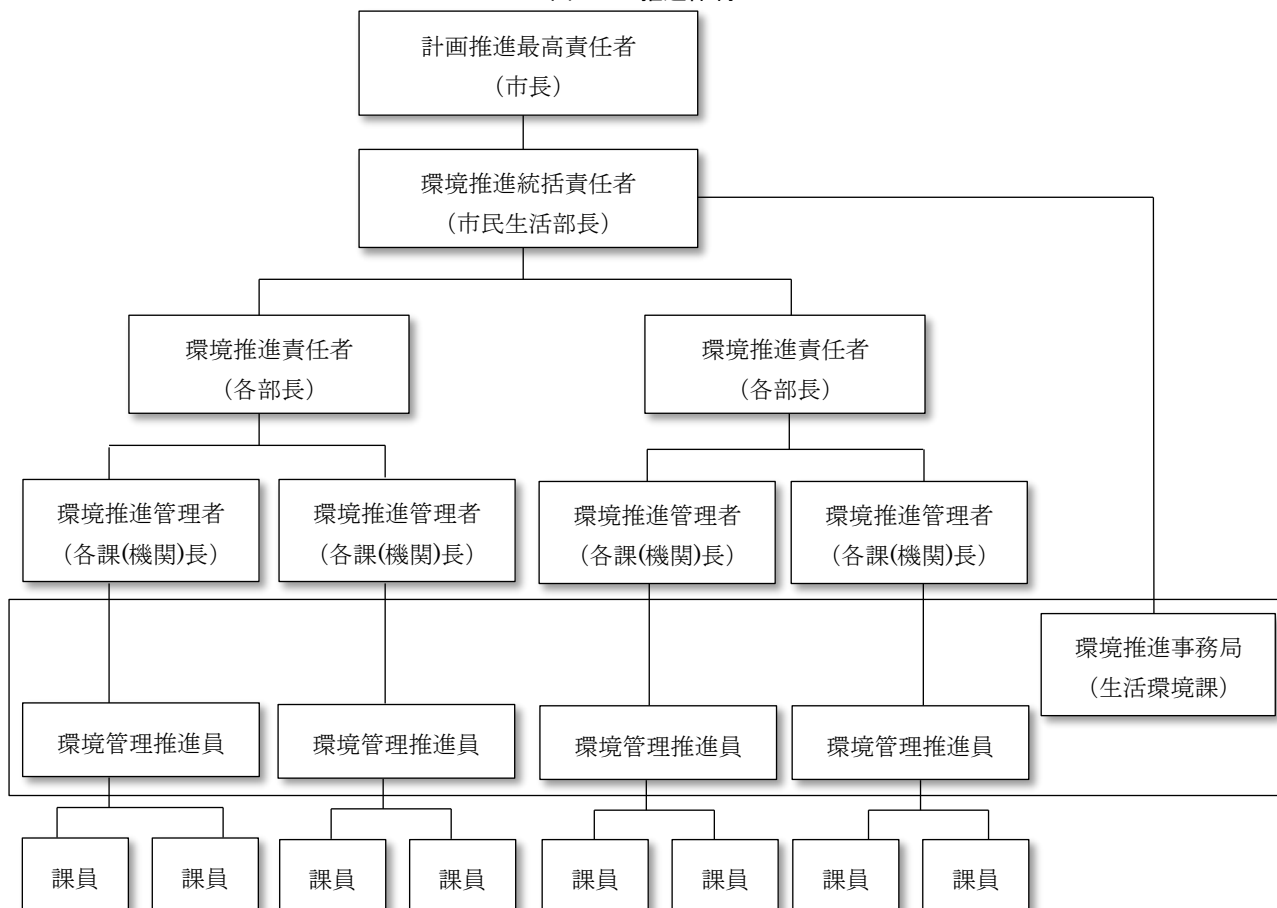 計画推進最高責任者
（市長）
環境推進統括責任者
（市民生活部長）
環境推進責任者
（各部長）
環境推進責任者
（各部長）
環境推進管理者
（各課(機関)長）
環境推進管理者
（各課(機関)長）
環境推進管理者
（各課(機関)長）
環境推進管理者
（各課(機関)長）
環境推進事務局
（生活環境課）
環境管理推進員
環境管理推進員
環境管理推進員
環境管理推進員
課員
課員
課員
課員
課員
課員
課員
課員